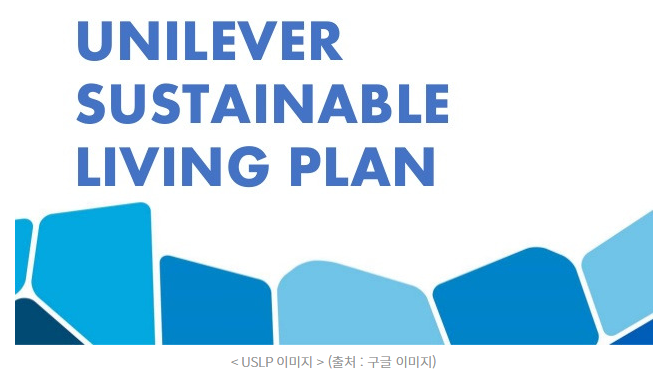 UNILEVER
SUSTAINABLE
LIVING PLAN
< USLP 이미지 > (출처 : 구글 이미지)